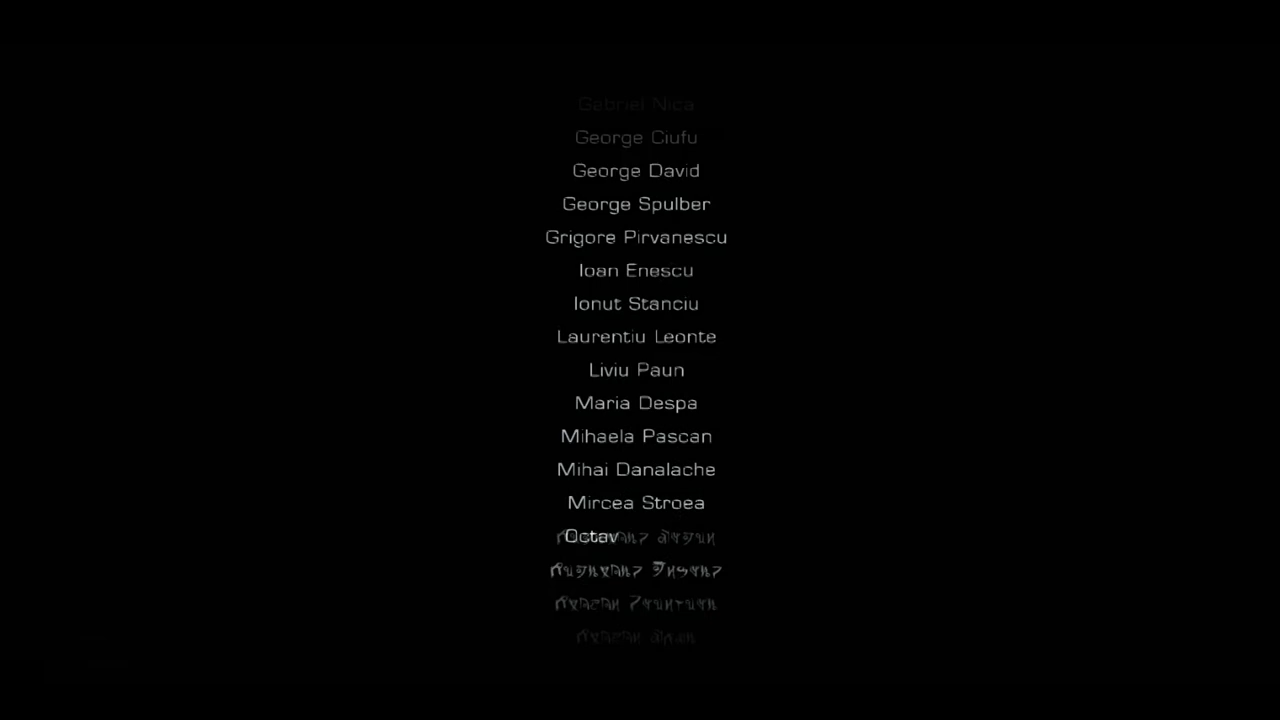 Gabriel Nica
George Ciufu
George David
George Spulber
Grigore Pirvanescu
Ioan Enescu
Ionut Stanciu
Laurentiu Leonte
Liviu Paun
Maria Despa
Mihaela Pascan
Mihai Danalache
Mircea Stroea
Octav